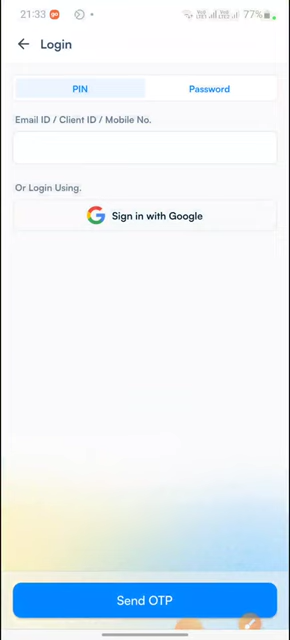 21:33 77%
Login
PIN Password
Email ID / Client ID / Mobile No.
Or Login Using.
Sign in with Google
Send OTP